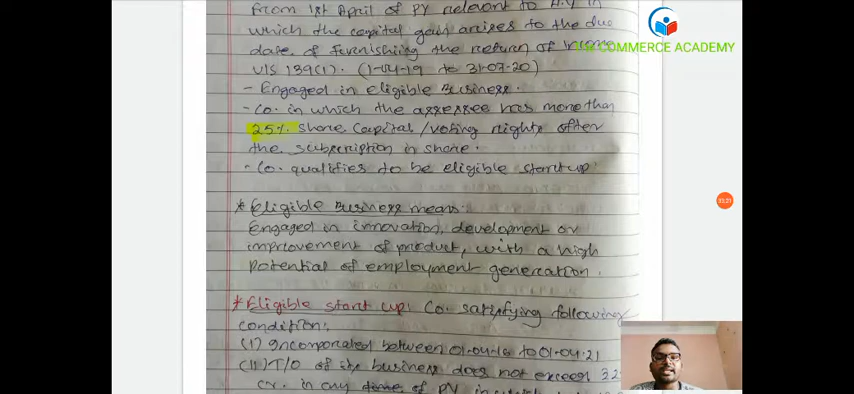 from 1st April of PY relevant to A.Y in
which the capital gain arises to the due
date of furnishing the return of income
U/S 139(1). (1-04-19 to 31-07-20)
THE COMMERCE ACADEMY
- Engaged in eligible business.
- Co. in which the assessee has more than
25% share capital/voting rights after
the subscription in share.
- Co. qualifies to be eligible start up.
33:21
* Eligible Business means:
Engaged in innovation, development or
improvement of product, with a high
potential of employment generation.
* Eligible start up: Co. satisfying following
condition:
(i) Incorporated between 01-04-16 to 01-04-21
(ii) T/O of the business does not exceed
cr. in any time of PY